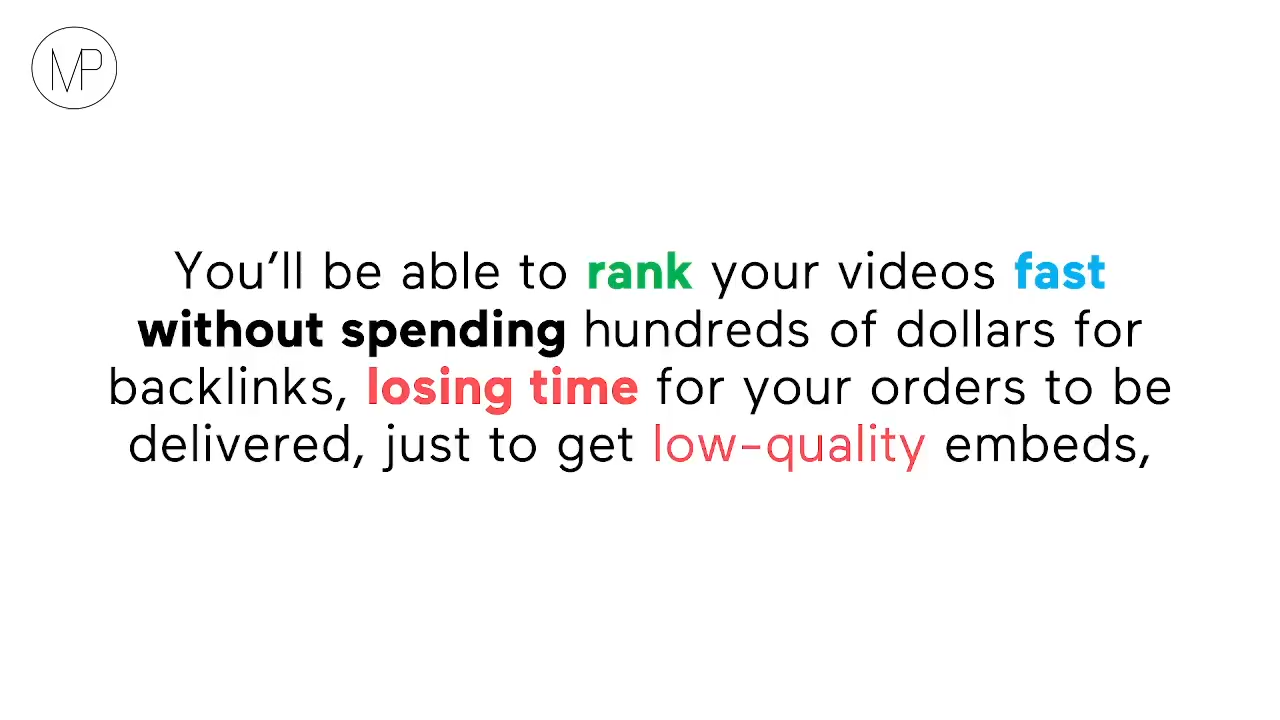 MP
You’ll be able to rank your videos fast
without spending hundreds of dollars for
backlinks, losing time for your orders to be
delivered, just to get low-quality embeds,